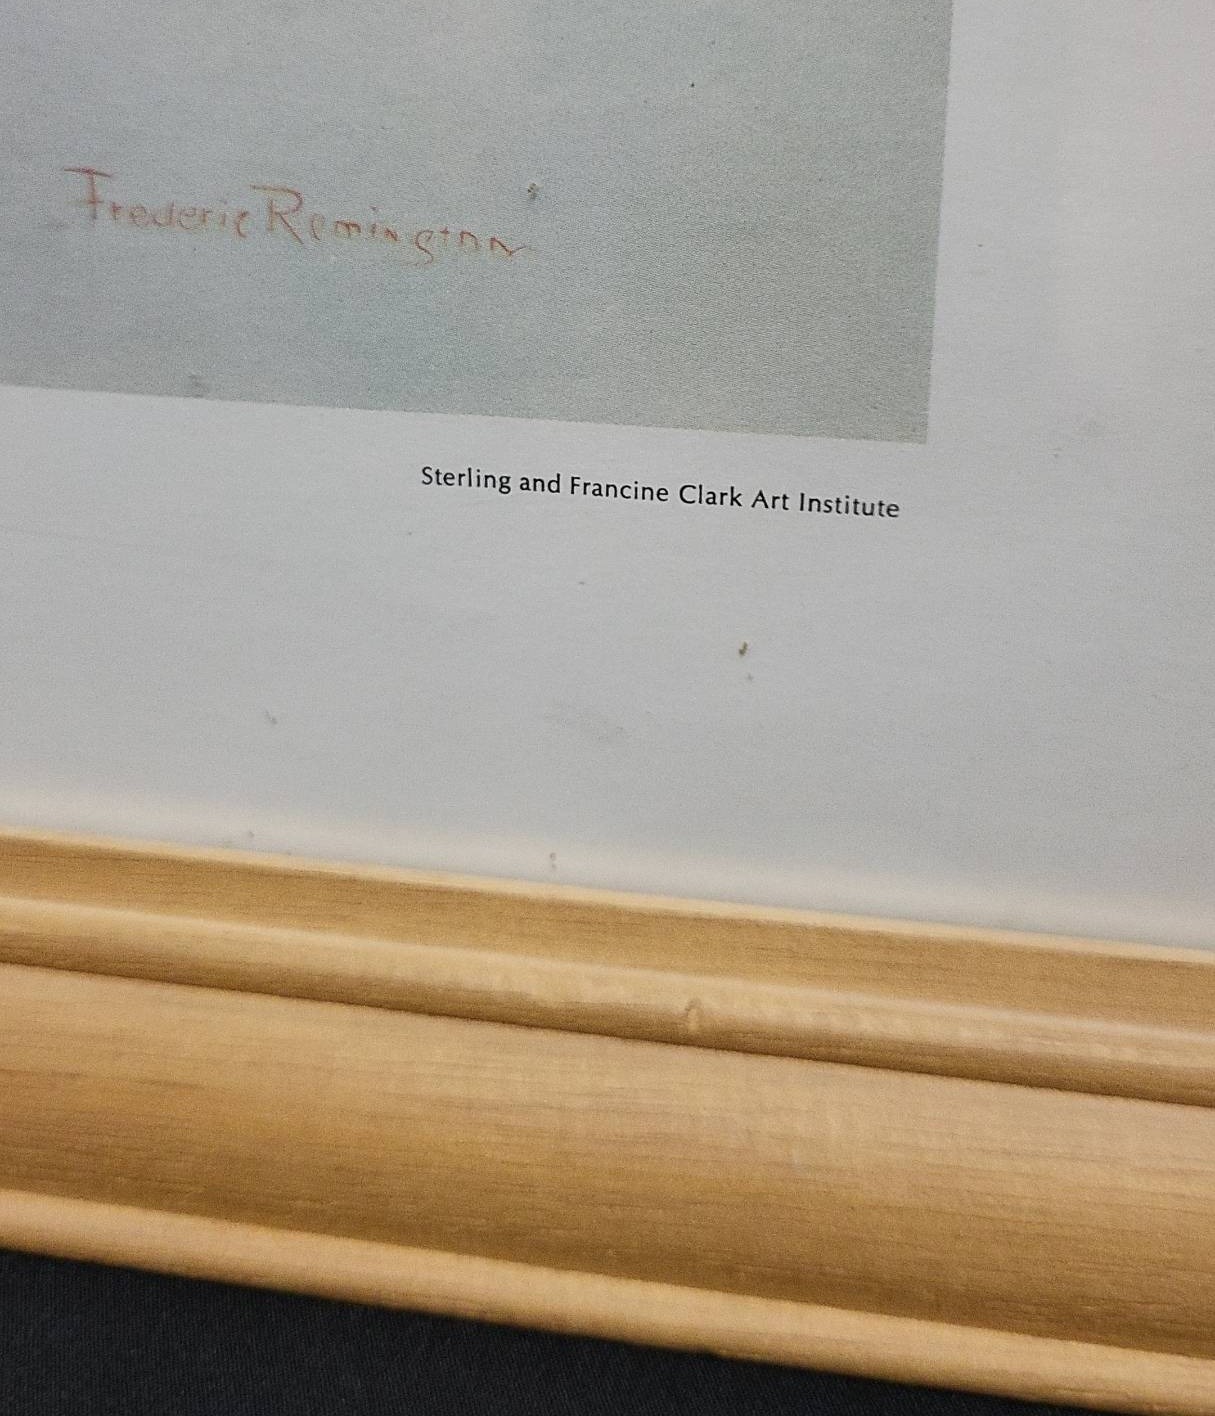 Frederic Remington
Sterling and Francine Clark Art Institute